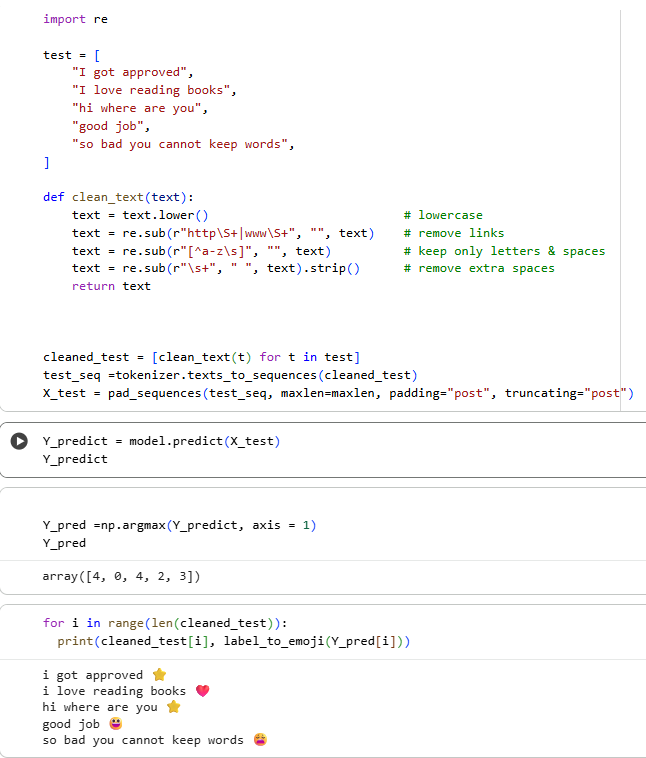 import re
test = [
"I got approved",
"I love reading books",
"hi where are you",
"good job",
"so bad you cannot keep words",
]
def clean_text(text):
text = text.lower() # lowercase
text = re.sub(r"http\S+|www\S+", "", text) # remove links
text = re.sub(r"[^a-z\s]", "", text) # keep only letters & spaces
text = re.sub(r"\s+", " ", text).strip() # remove extra spaces
return text
cleaned_test = [clean_text(t) for t in test]
test_seq =tokenizer.texts_to_sequences(cleaned_test)
X_test = pad_sequences(test_seq, maxlen=maxlen, padding="post", truncating="post")
Y_predict = model.predict(X_test)
Y_predict
Y_pred =np.argmax(Y_predict, axis = 1)
Y_pred
array([4, 0, 4, 2, 3])
for i in range(len(cleaned_test)):
print(cleaned_test[i], label_to_emoji(Y_pred[i]))
i got approved ⭐
i love reading books ❤️
hi where are you ⭐
good job 😃
so bad you cannot keep words 😩